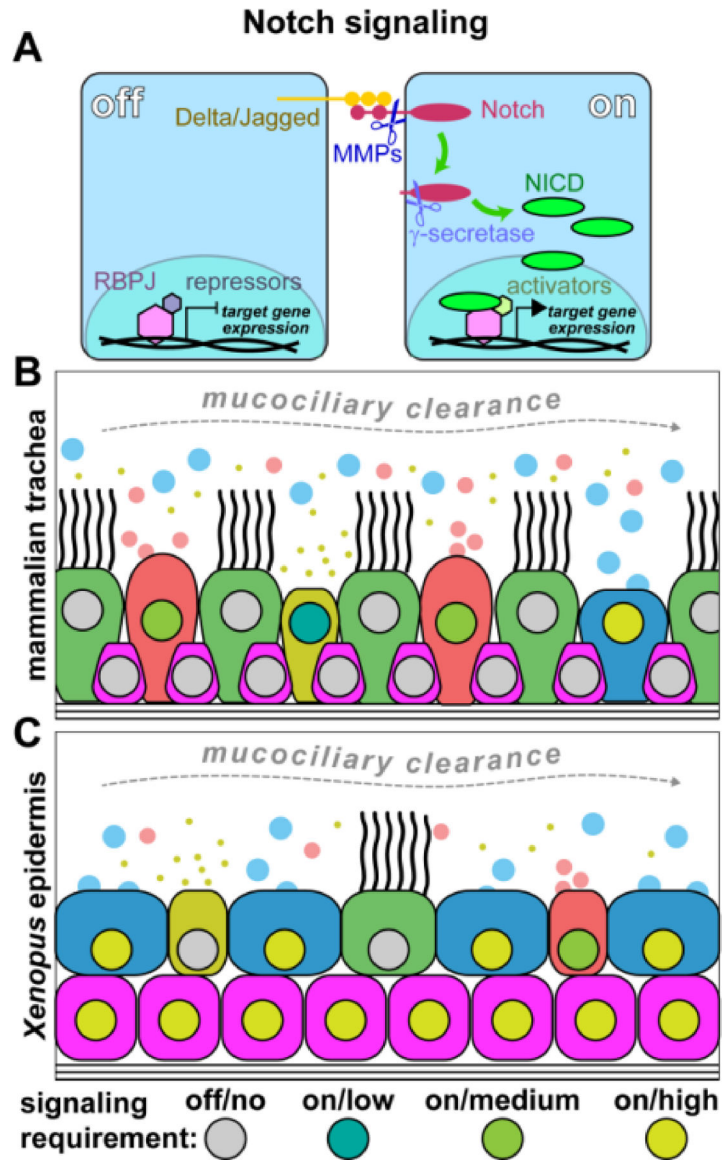 Notch signaling
A
off
on
Delta/Jagged
Notch
MMPs
NICD
γ-secretase
RBPJ
repressors
target gene
expression
activators
target gene
expression
B
mucociliary clearance
mammalian trachea
C
mucociliary clearance
Xenopus epidermis
signaling
requirement:
off/no
on/low
on/medium
on/high